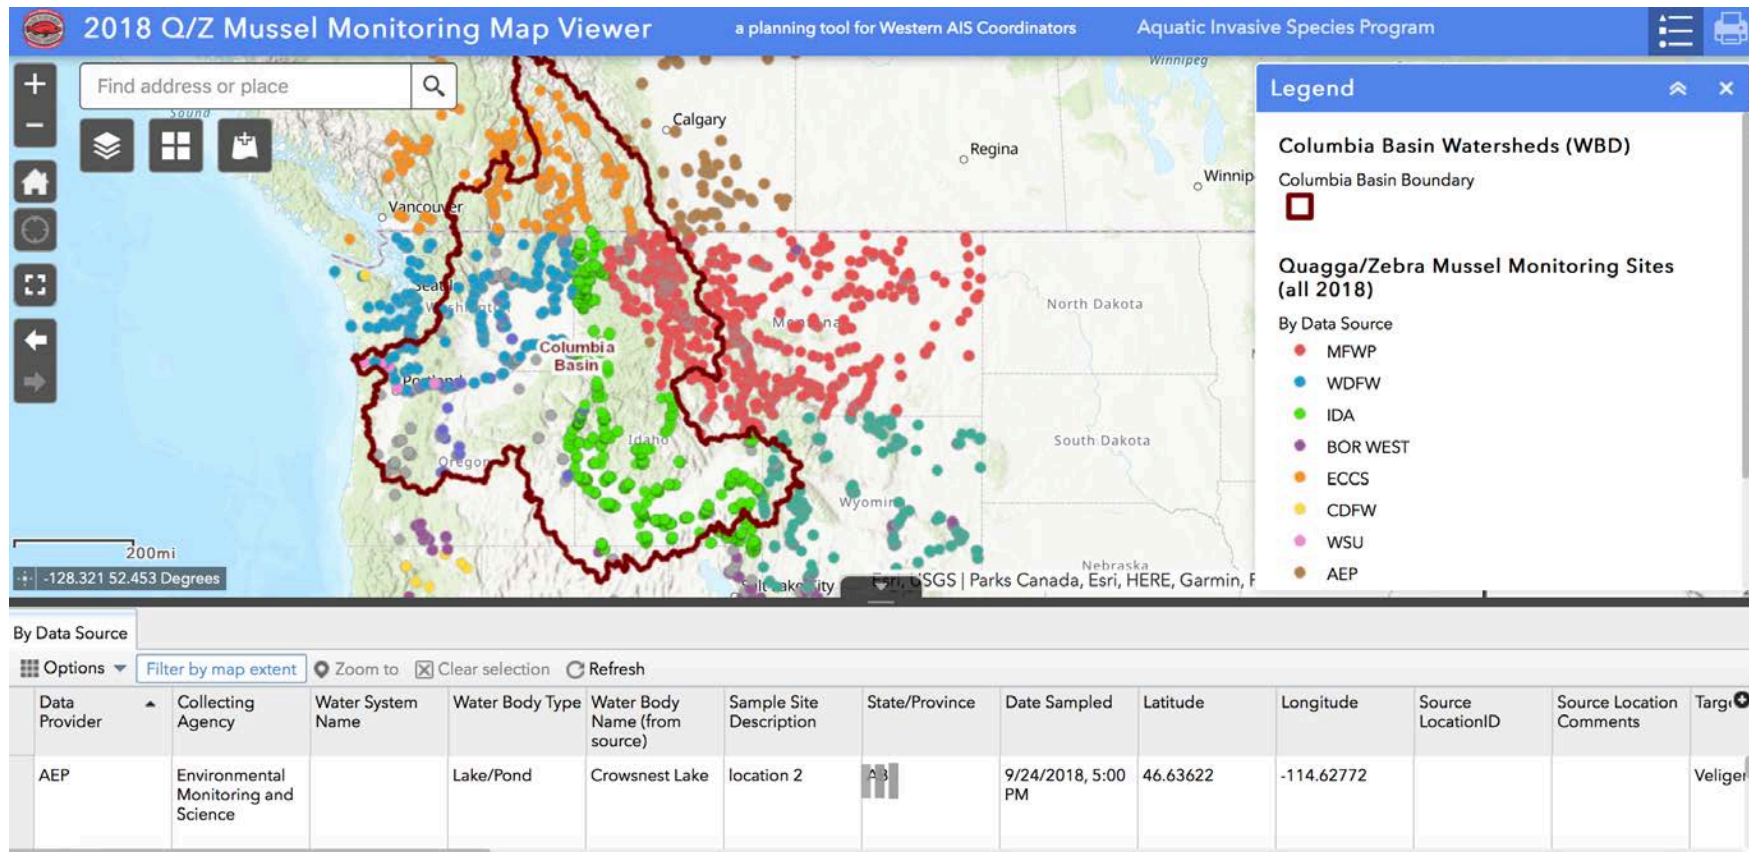 2018 Q/Z Mussel Monitoring Map Viewer
a planning tool for Western AIS Coordinators
Aquatic Invasive Species Program
Find address or place
Sound
Winnipeg
Calgary
Regina
Vancouver
North Dakota
Columbia
Basin
South Dakota
Idaho
Oregon
Nebraska
200mi
-128.321 52.453 Degrees
Esri, USGS | Parks Canada, Esri, HERE, Garmin, F
Legend
Columbia Basin Watersheds (WBD)
Columbia Basin Boundary
Quagga/Zebra Mussel Monitoring Sites
(all 2018)
By Data Source
MFWP
WDFW
IDA
BOR WEST
ECCS
CDFW
WSU
AEP
By Data Source
Options
Filter by map extent
Zoom to
Clear selection
Refresh
Data
Provider
Collecting
Agency
Water System
Name
Water Body Type
Water Body
Name (from
source)
Sample Site
Description
State/Province
Date Sampled
Latitude
Longitude
Source
LocationID
Source Location
Comments
AEP
Environmental
Monitoring and
Science
Lake/Pond
Crowsnest Lake
location 2
9/24/2018, 5:00
PM
46.63622
-114.62772
Veliger